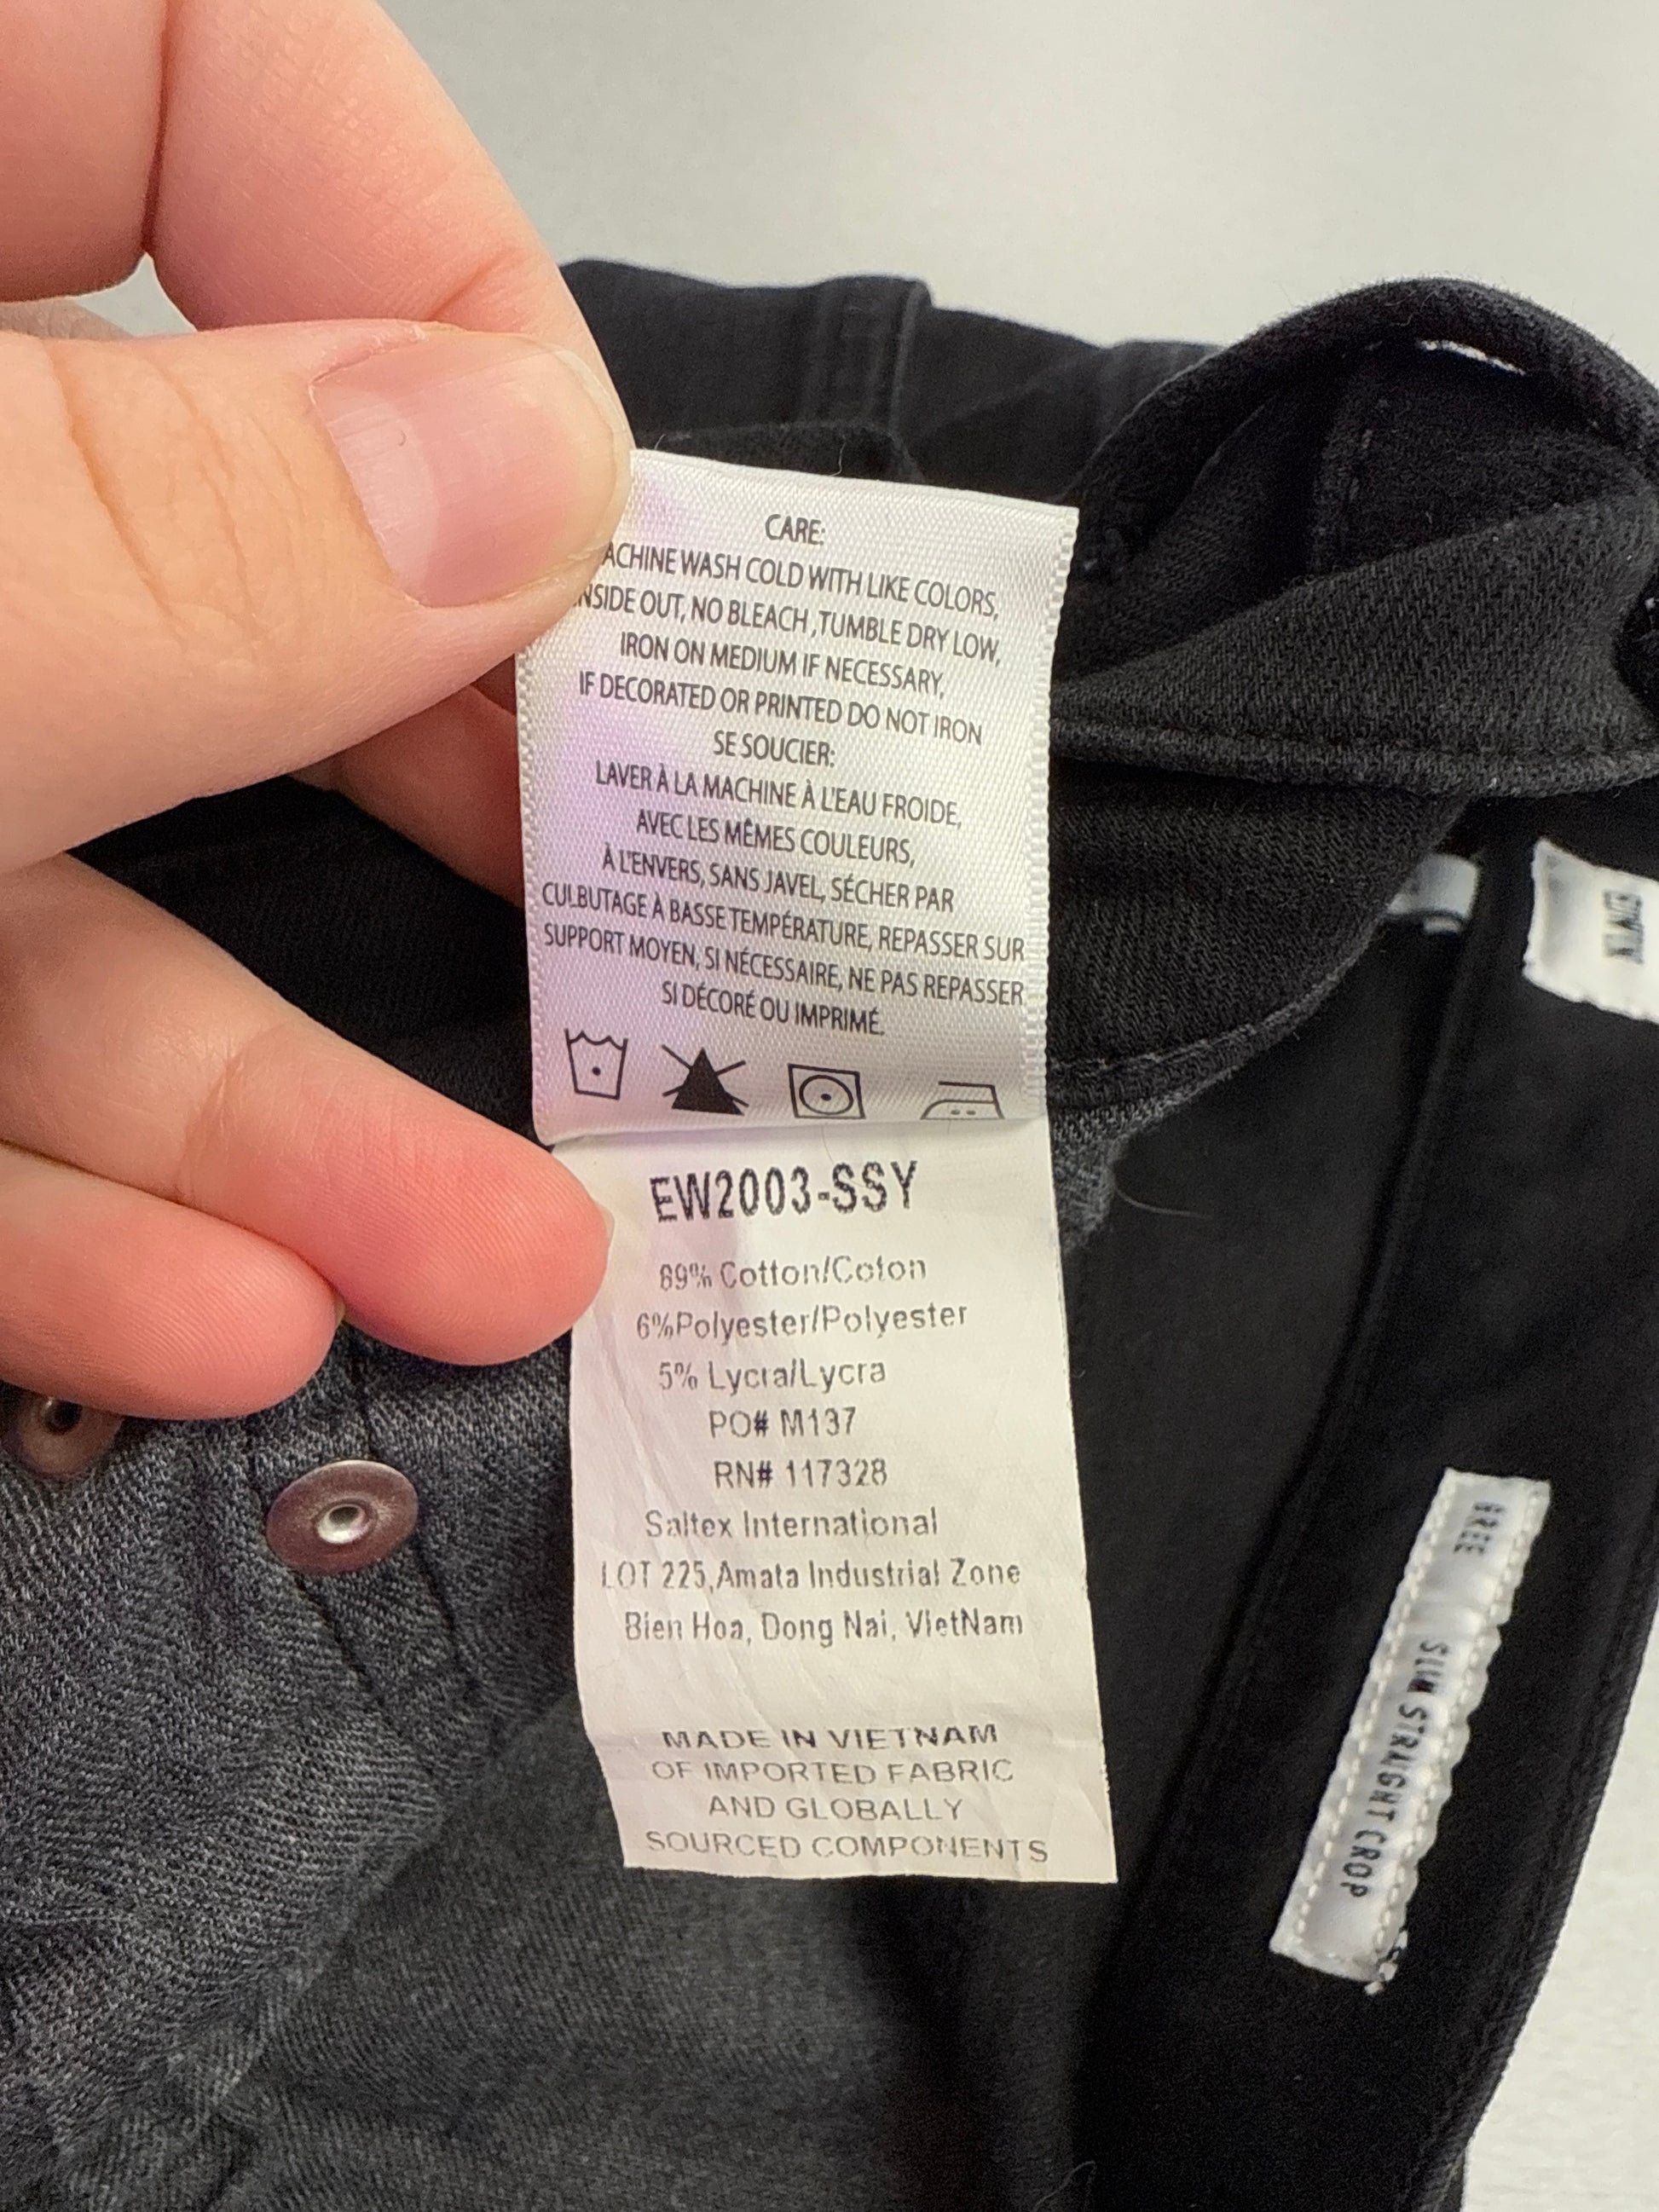 CARE:
ACHINE WASH COLD WITH LIKE COLORS,
NSIDE OUT, NO BLEACH ,TUMBLE DRY LOW,
IRON ON MEDIUM IF NECESSARY,
IF DECORATED OR PRINTED DO NOT IRON
SE SOUCIER:
LAVER À LA MACHINE À L'EAU FROIDE,
AVEC LES MÊMES COULEURS,
À L'ENVERS, SANS JAVEL, SÉCHER PAR
CULBUTAGE À BASSE TEMPÉRATURE, REPASSER SUR
SUPPORT MOYEN, SI NÉCESSAIRE, NE PAS REPASSER
SI DÉCORÉ OU IMPRIMÉ.
EW2003-SSY
89% Cotton/Coton
6%Polyester/Polyester
5% Lycra/Lycra
PO# M137
RN# 117328
Saltex International
LOT 225,Amata Industrial Zone
Bien Hoa, Dong Nai, VietNam
MADE IN VIETNAM
OF IMPORTED FABRIC
AND GLOBALLY
SOURCED COMPONENTS
FREE
SLIM STRAIGHT CROP